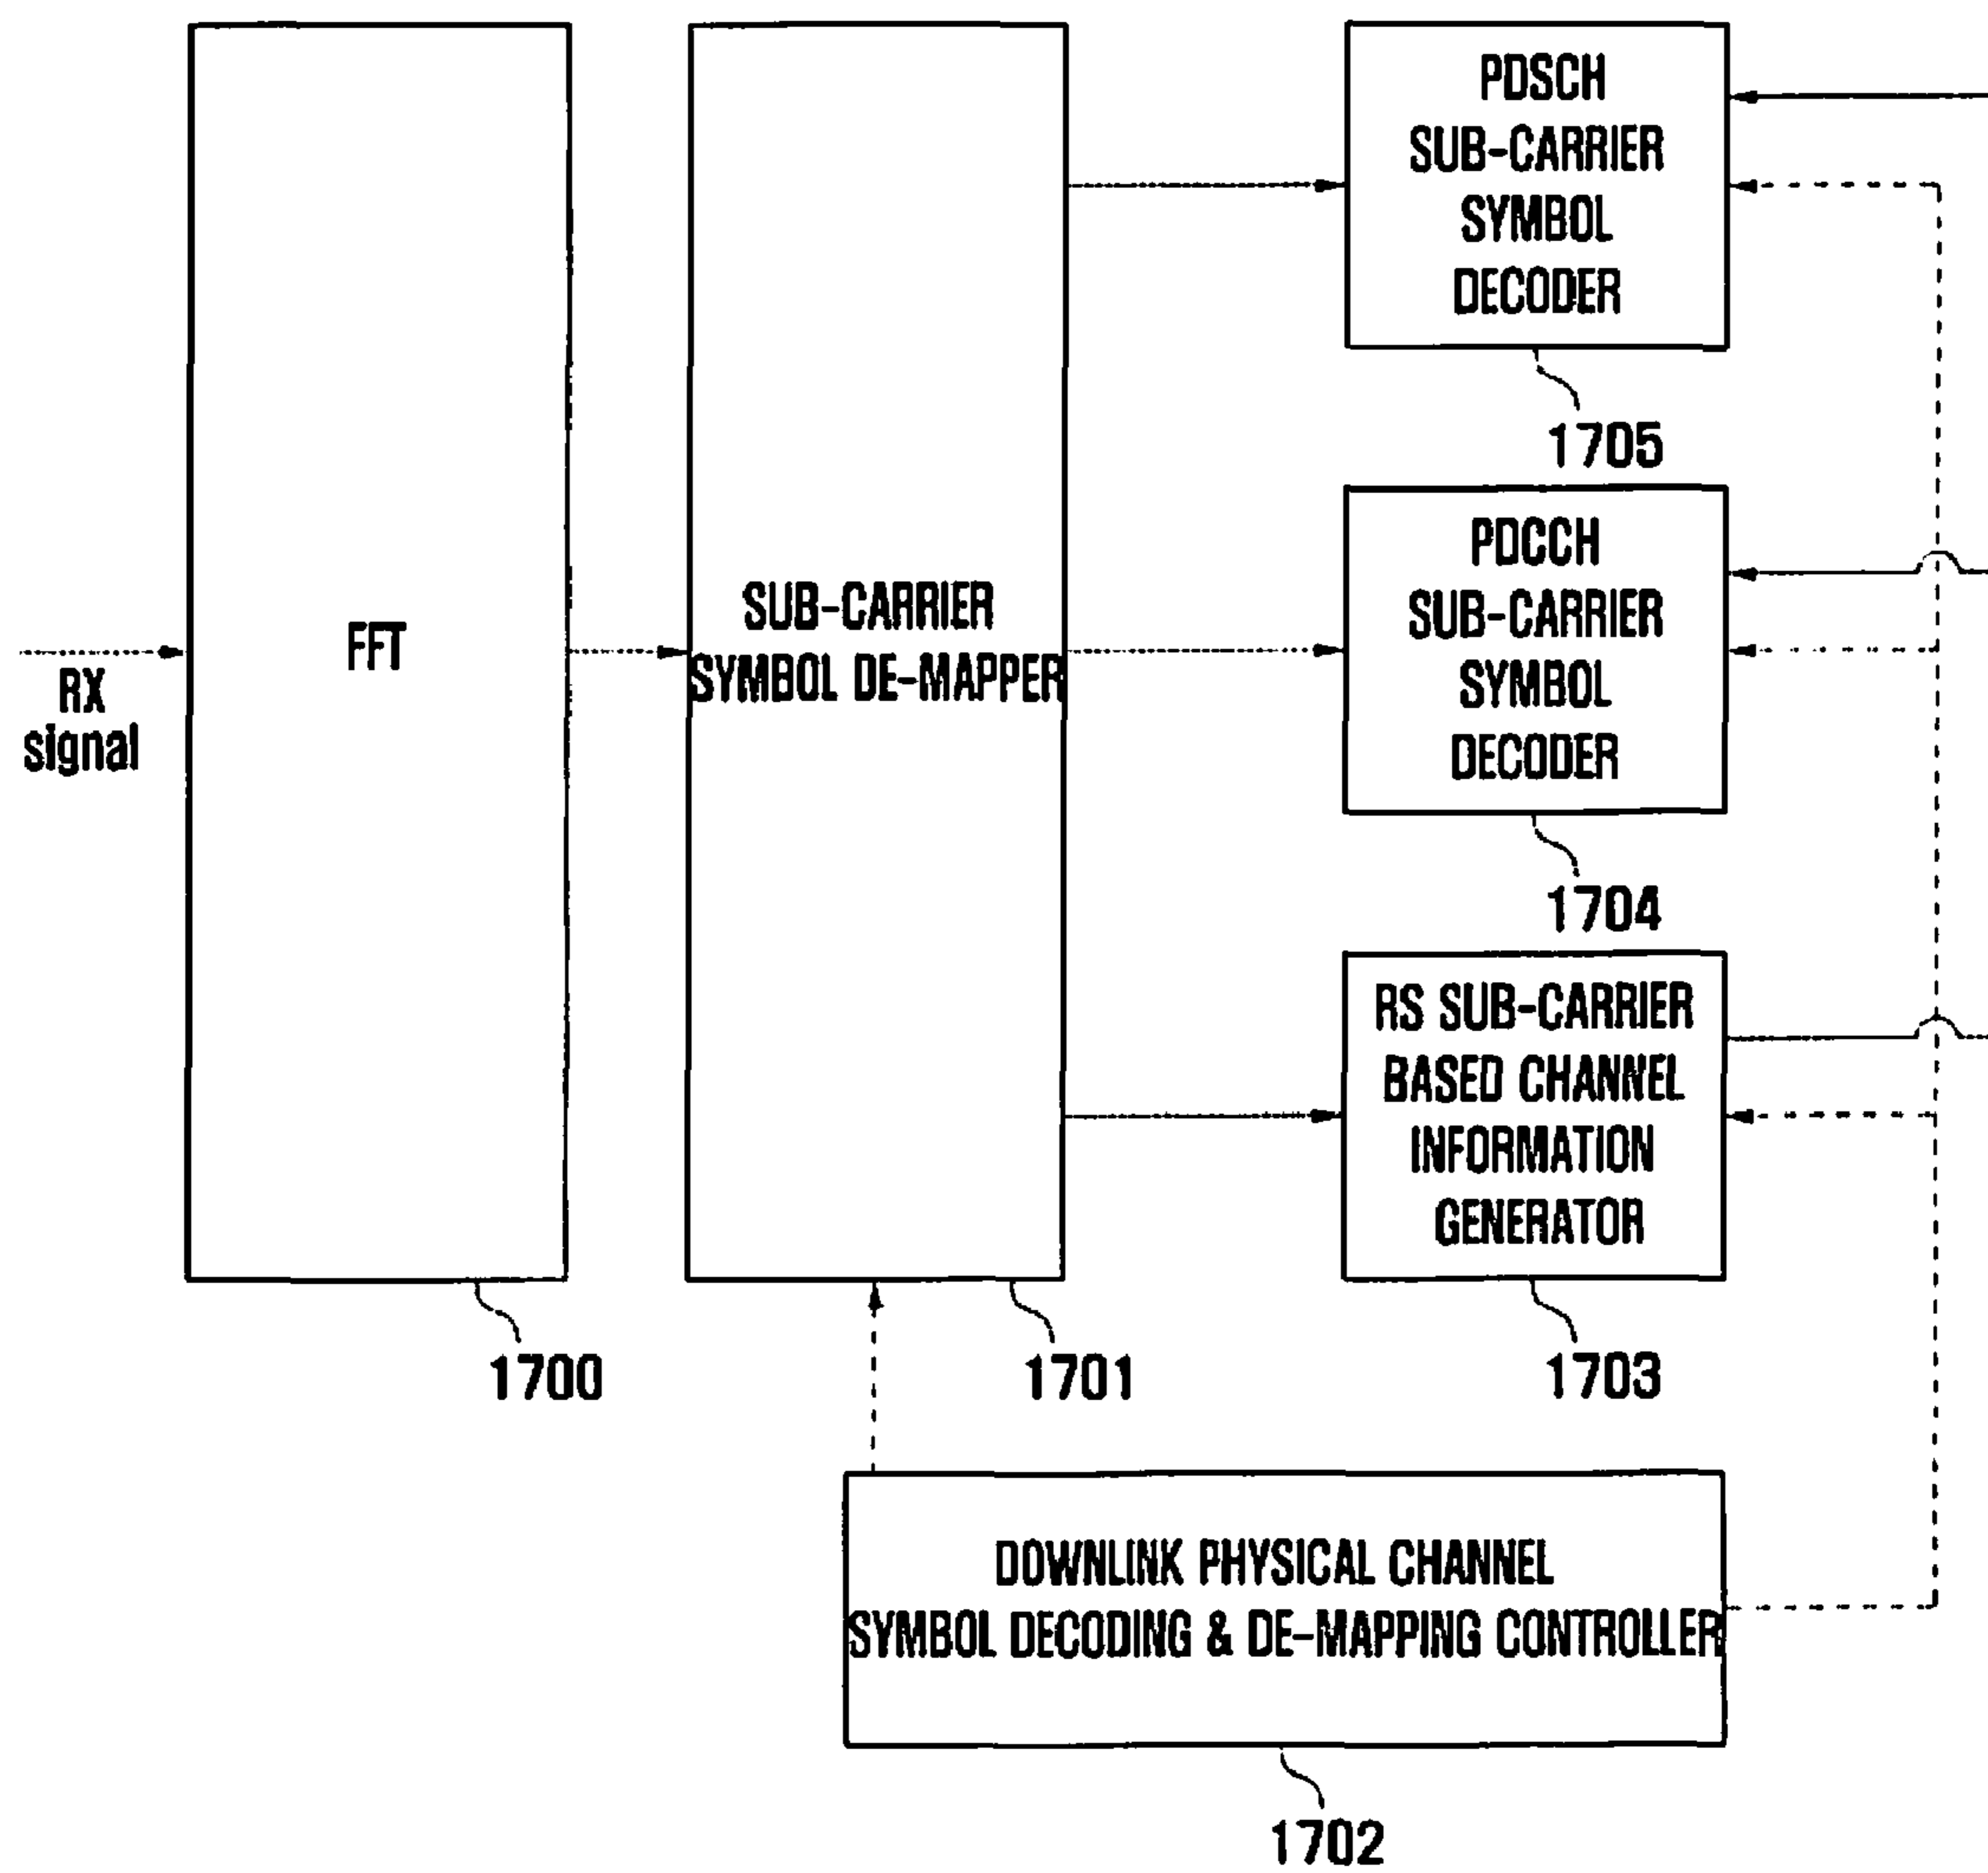 RX
signal
FFT
1700
SUB-CARRIER
SYMBOL DE-MAPPER
1701
PDSCH
SUB-CARRIER
SYMBOL
DECODER
1705
PDCCH
SUB-CARRIER
SYMBOL
DECODER
1704
RS SUB-CARRIER
BASED CHANNEL
INFORMATION
GENERATOR
1703
DOWNLINK PHYSICAL CHANNEL
SYMBOL DECODING & DE-MAPPING CONTROLLER
1702